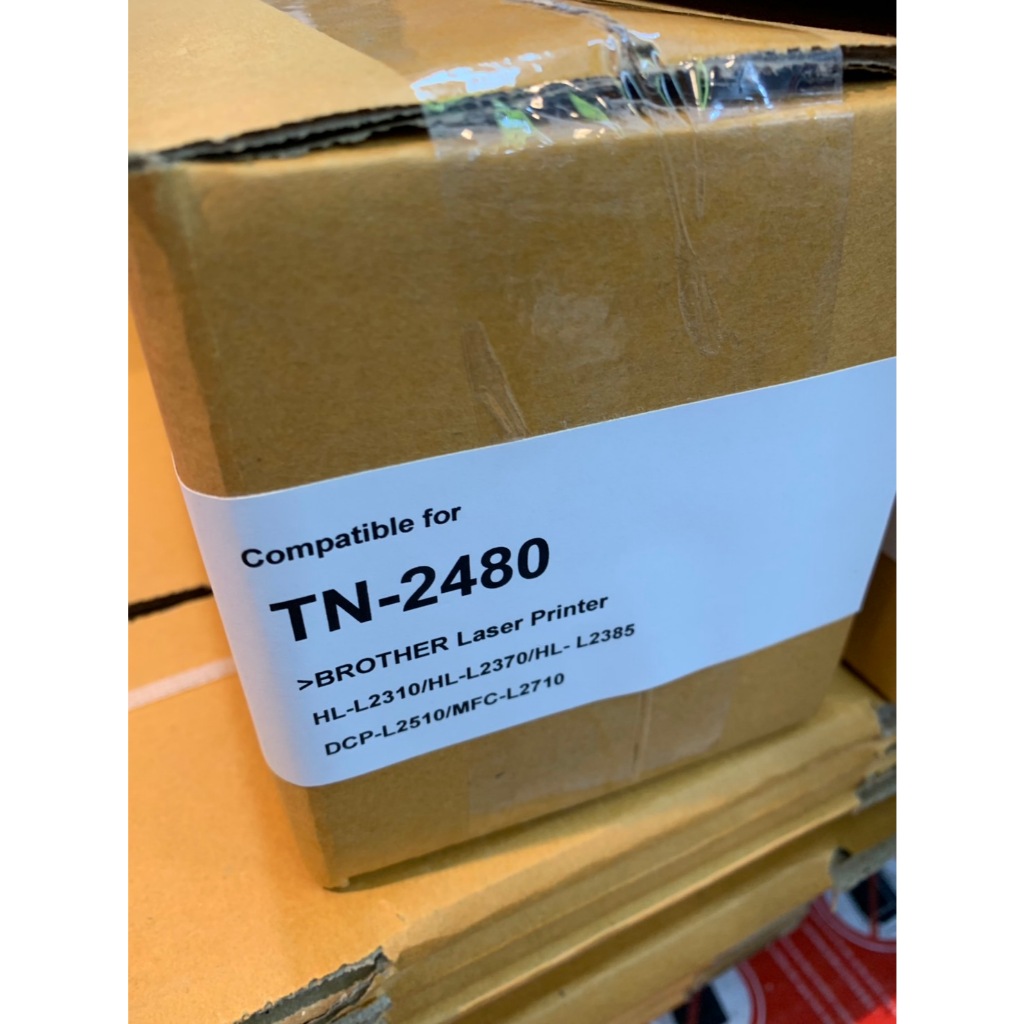 Compatible for
TN-2480
>BROTHER Laser Printer
HL-L2310/HL-L2370/HL- L2385
DCP-L2510/MFC-L2710